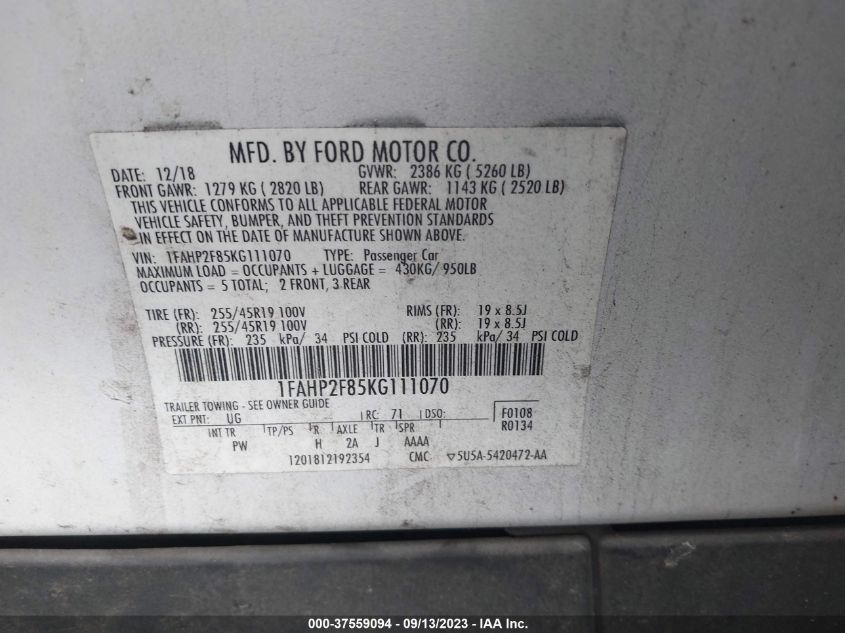 MFD. BY FORD MOTOR CO.
DATE: 12/18 GVWR: 2386 KG ( 5260 LB)
FRONT GAWR: 1279 KG ( 2820 LB) REAR GAWR: 1143 KG ( 2520 LB)
THIS VEHICLE CONFORMS TO ALL APPLICABLE FEDERAL MOTOR
VEHICLE SAFETY, BUMPER, AND THEFT PREVENTION STANDARDS
IN EFFECT ON THE DATE OF MANUFACTURE SHOWN ABOVE.
VIN: 1FAHP2F85KG111070 TYPE: Passenger Car
MAXIMUM LOAD = OCCUPANTS + LUGGAGE = 430KG/ 950LB
OCCUPANTS = 5 TOTAL; 2 FRONT, 3 REAR
TIRE (FR): 255/45R19 100V RIMS (FR): 19 x 8.5J
(RR): 255/45R19 100V (RR): 19 x 8.5J
PRESSURE (FR): 235 kPa/ 34 PSI COLD (RR): 235 kPa/ 34 PSI COLD
1FAHP2F85KG111070
TRAILER TOWING - SEE OWNER GUIDE
EXT PNT: UG RC: 71 DSO: F0108
R0134
INT TR TP/PS R AXLE TR SPR
PW H 2A J AAAA
1201812192354 CMC ▽5U5A-5420472-AA
000-37559094 - 09/13/2023 - IAA Inc.